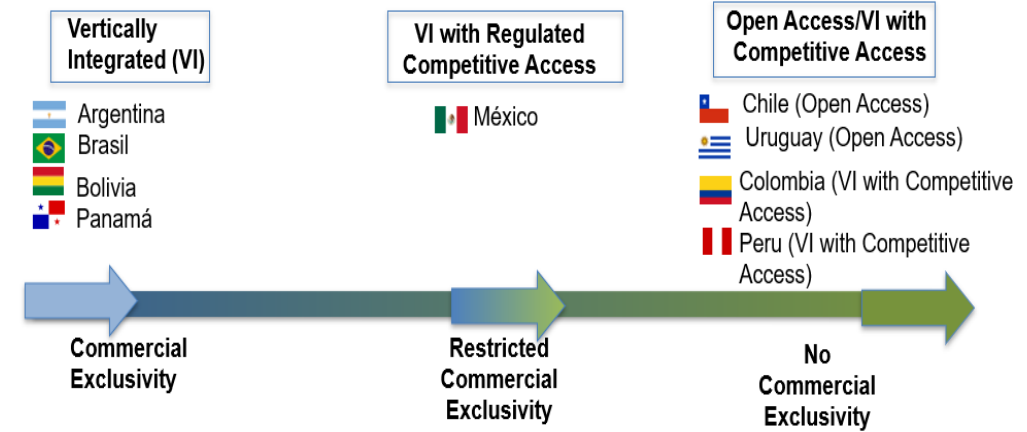 Vertically
Integrated (VI)
Argentina
Brasil
Bolivia
Panamá
VI with Regulated
Competitive Access
México
Open Access/VI with
Competitive Access
Chile (Open Access)
Uruguay (Open Access)
Colombia (VI with Competitive
Access)
Peru (VI with Competitive
Access)
Commercial
Exclusivity
Restricted
Commercial
Exclusivity
No
Commercial
Exclusivity